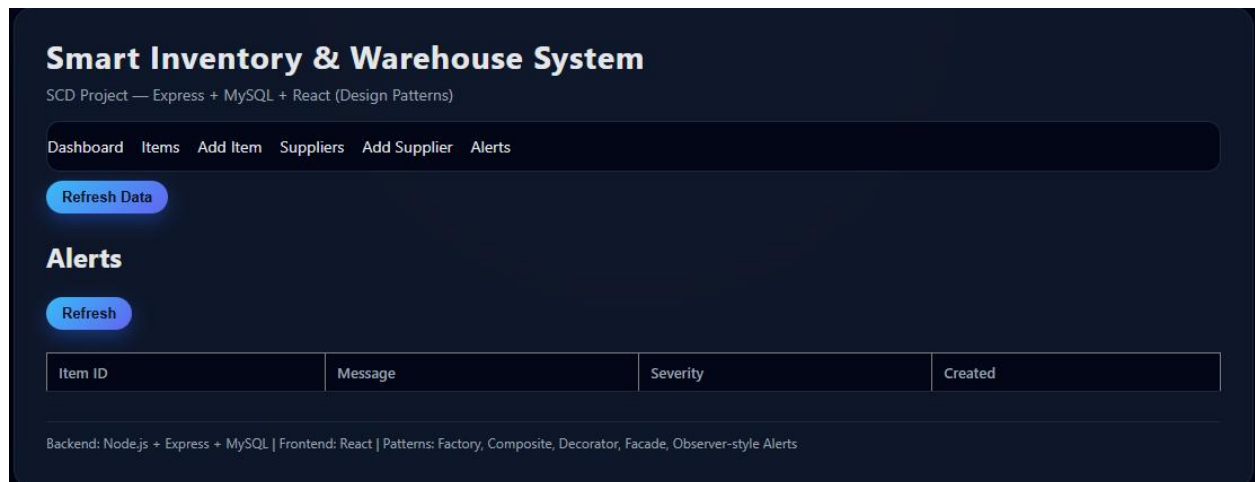 Smart Inventory & Warehouse System
SCD Project — Express + MySQL + React (Design Patterns)
Dashboard Items Add Item Suppliers Add Supplier Alerts
Refresh Data
Alerts
Refresh
Item ID Message Severity Created
Backend: Node.js + Express + MySQL | Frontend: React | Patterns: Factory, Composite, Decorator, Facade, Observer-style Alerts